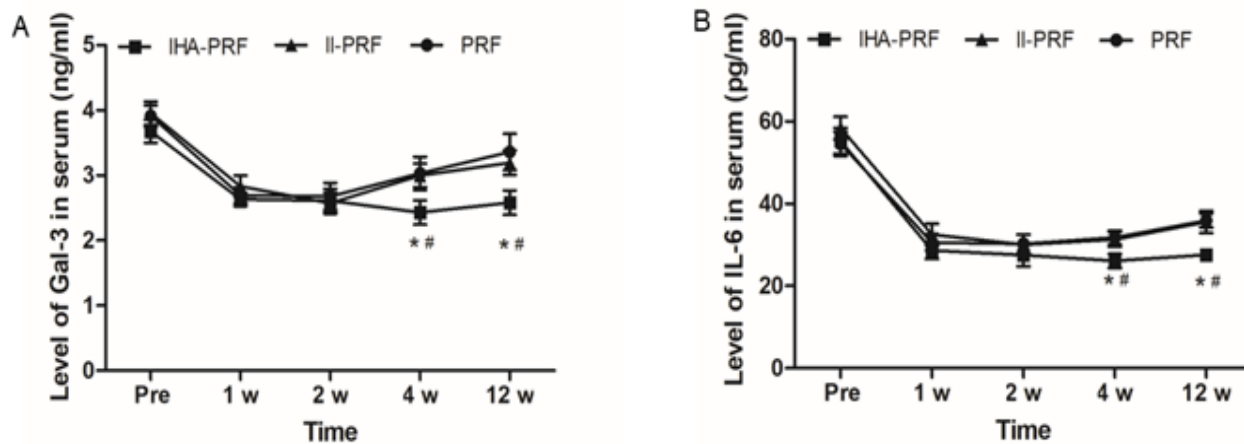 A
Level of Gal-3 in serum (ng/ml)
5
4
3
2
1
0
IHA-PRF II-PRF PRF
* # * #
Pre 1 w 2 w 4 w 12 w
Time
B
Level of IL-6 in serum (pg/ml)
80
60
40
20
0
IHA-PRF II-PRF PRF
* # * #
Pre 1 w 2 w 4 w 12 w
Time